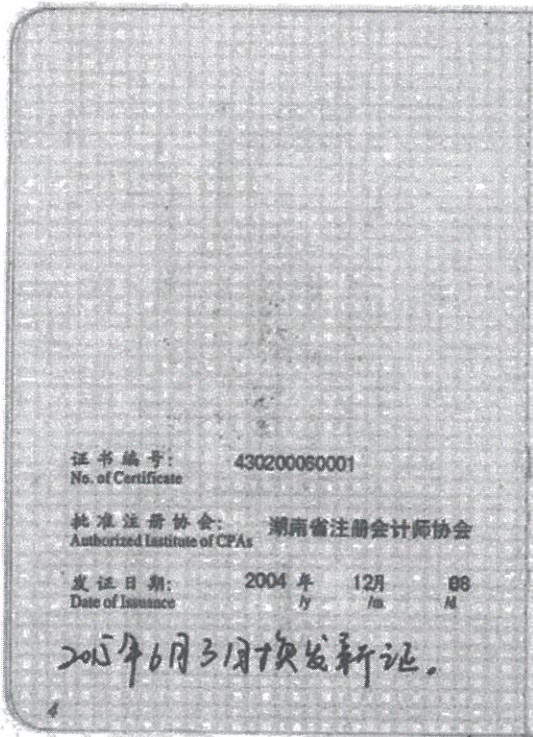 证书编号: 430200060001
No. of Certificate
批准注册协会: 湖南省注册会计师协会
Authorized Institute of CPAs
发证日期: 2004 年 12月 08
Date of Issuance /y /m /d
2015年6月3日换发新证。
4